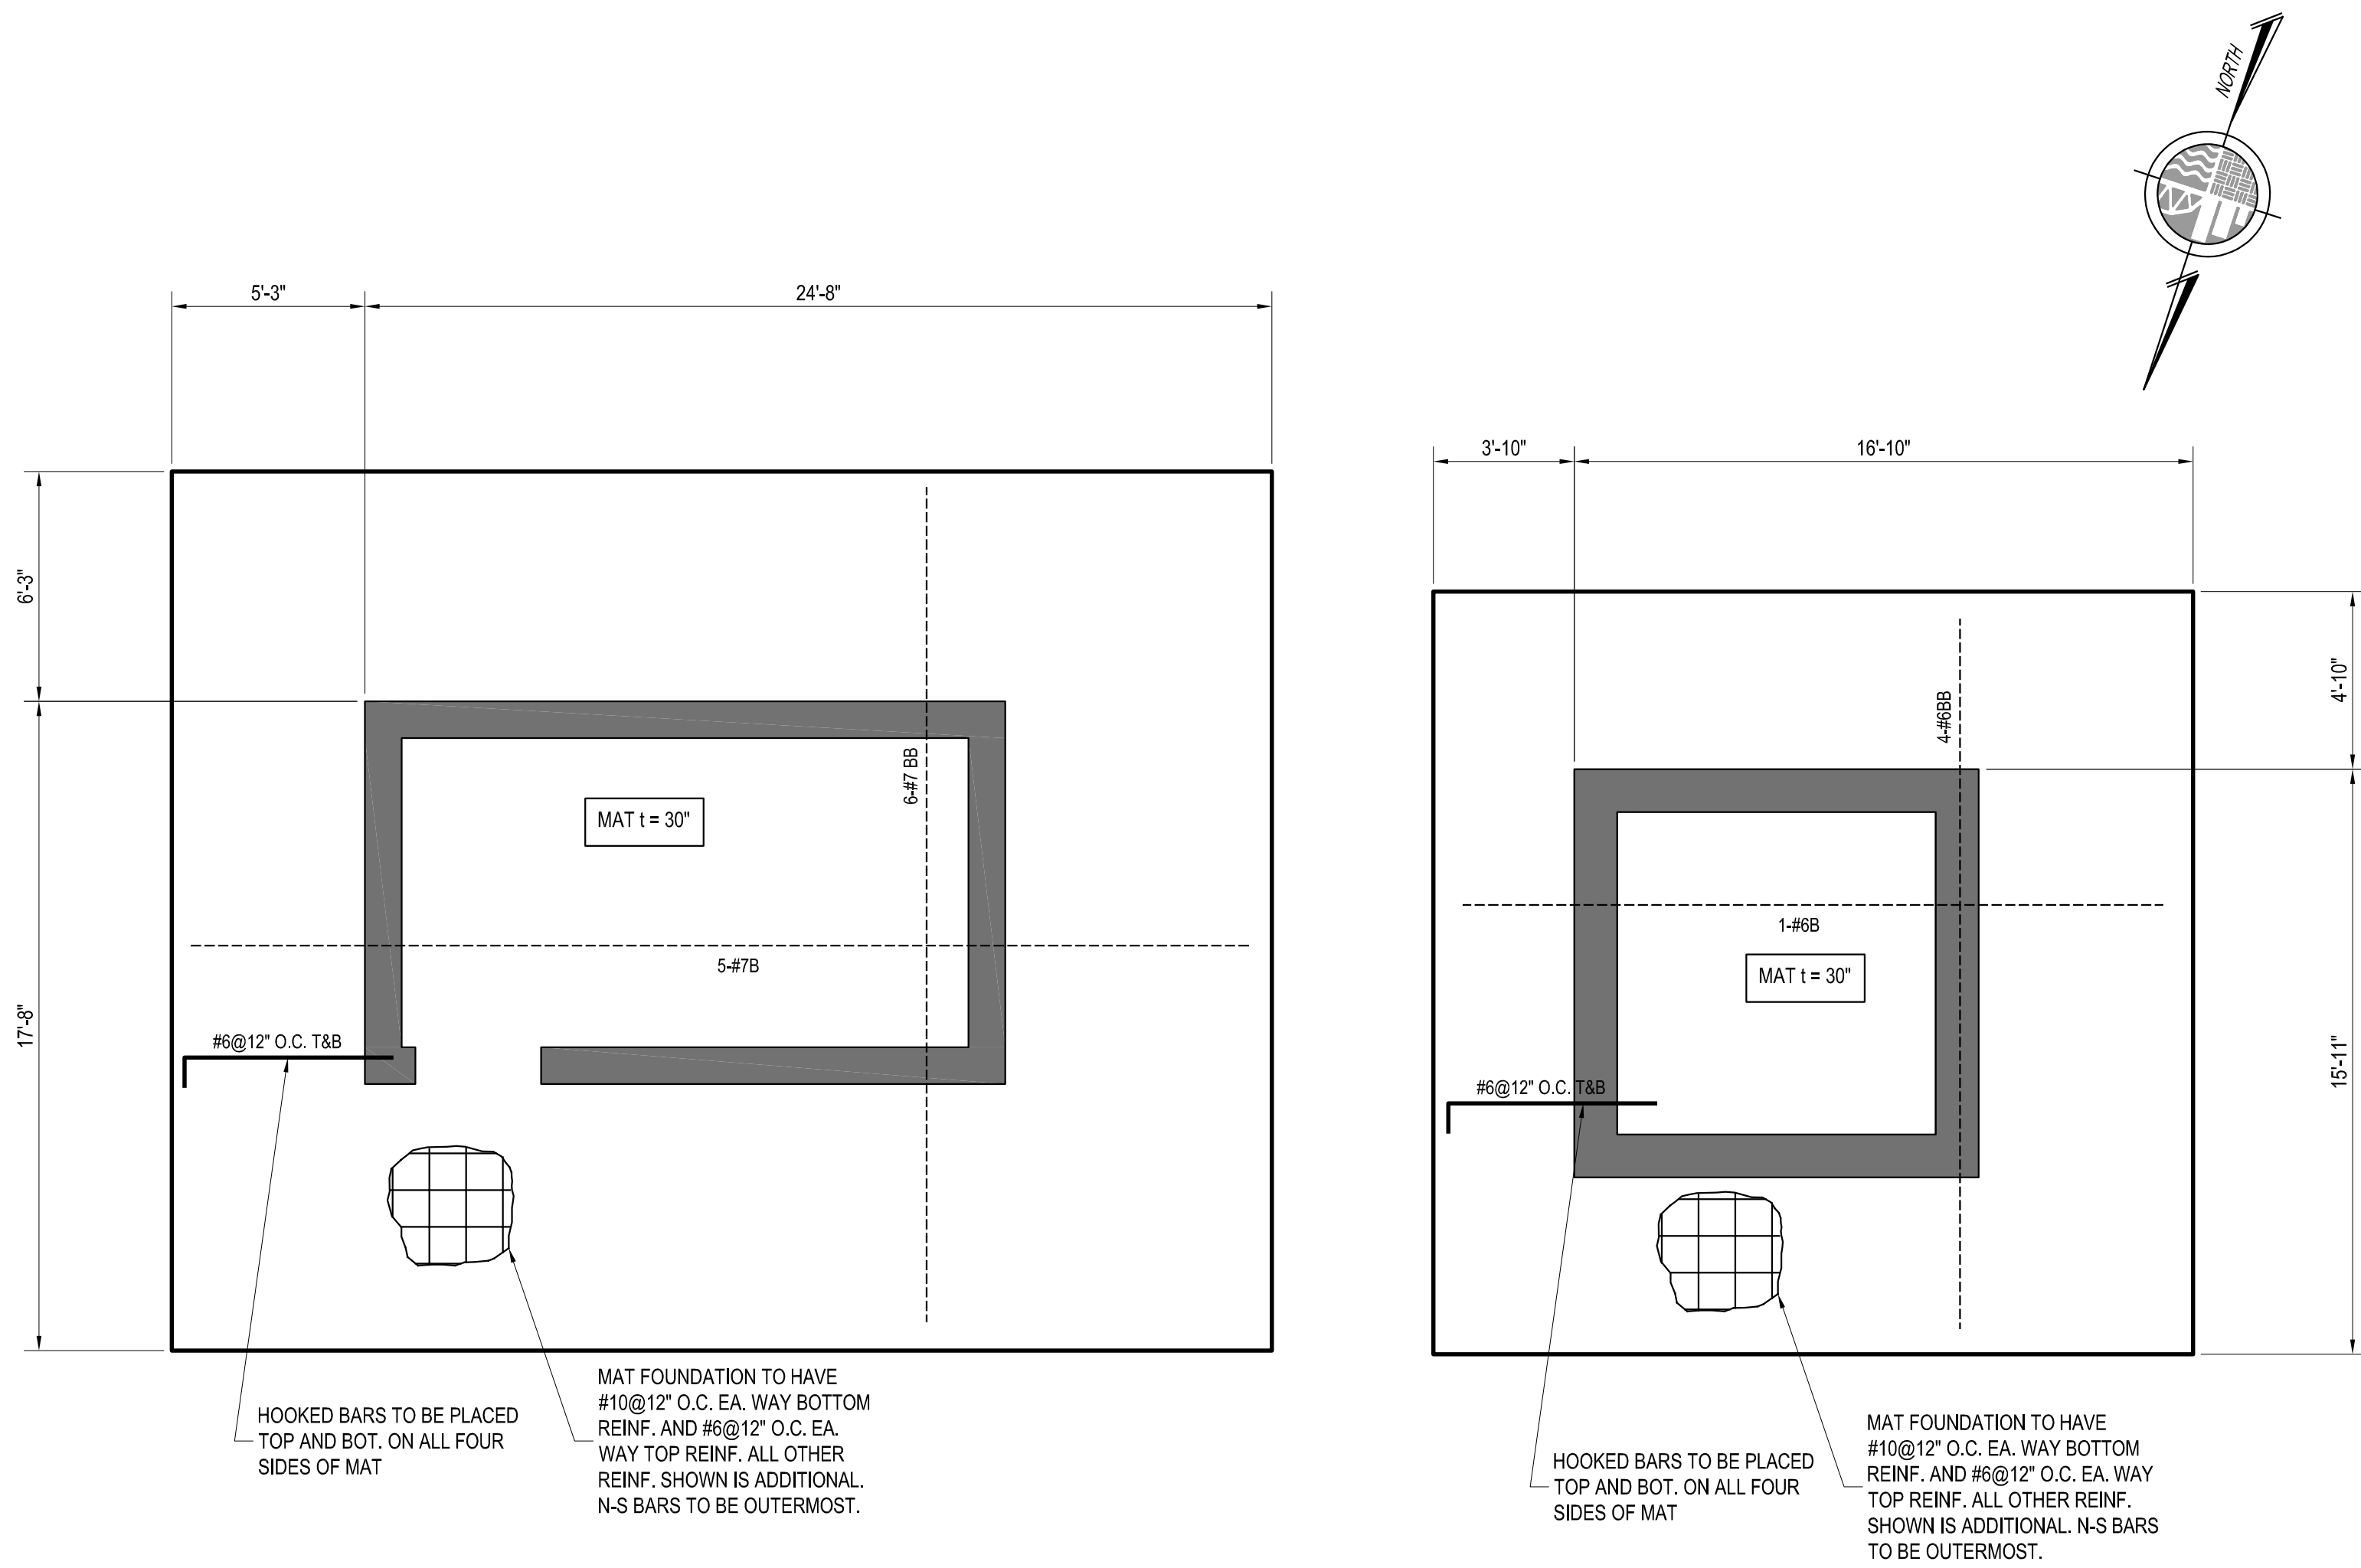 NORTH
5'-3"
24'-8"
6'-3"
17'-8"
6-#7 BB
MAT t = 30"
5-#7B
#6@12" O.C. T&B
HOOKED BARS TO BE PLACED
TOP AND BOT. ON ALL FOUR
SIDES OF MAT
MAT FOUNDATION TO HAVE
#10@12" O.C. EA. WAY BOTTOM
REINF. AND #6@12" O.C. EA.
WAY TOP REINF. ALL OTHER
REINF. SHOWN IS ADDITIONAL.
N-S BARS TO BE OUTERMOST.
3'-10"
16'-10"
4'-10"
15'-11"
4-#6BB
1-#6B
MAT t = 30"
#6@12" O.C. T&B
HOOKED BARS TO BE PLACED
TOP AND BOT. ON ALL FOUR
SIDES OF MAT
MAT FOUNDATION TO HAVE
#10@12" O.C. EA. WAY BOTTOM
REINF. AND #6@12" O.C. EA. WAY
TOP REINF. ALL OTHER REINF.
SHOWN IS ADDITIONAL. N-S BARS
TO BE OUTERMOST.